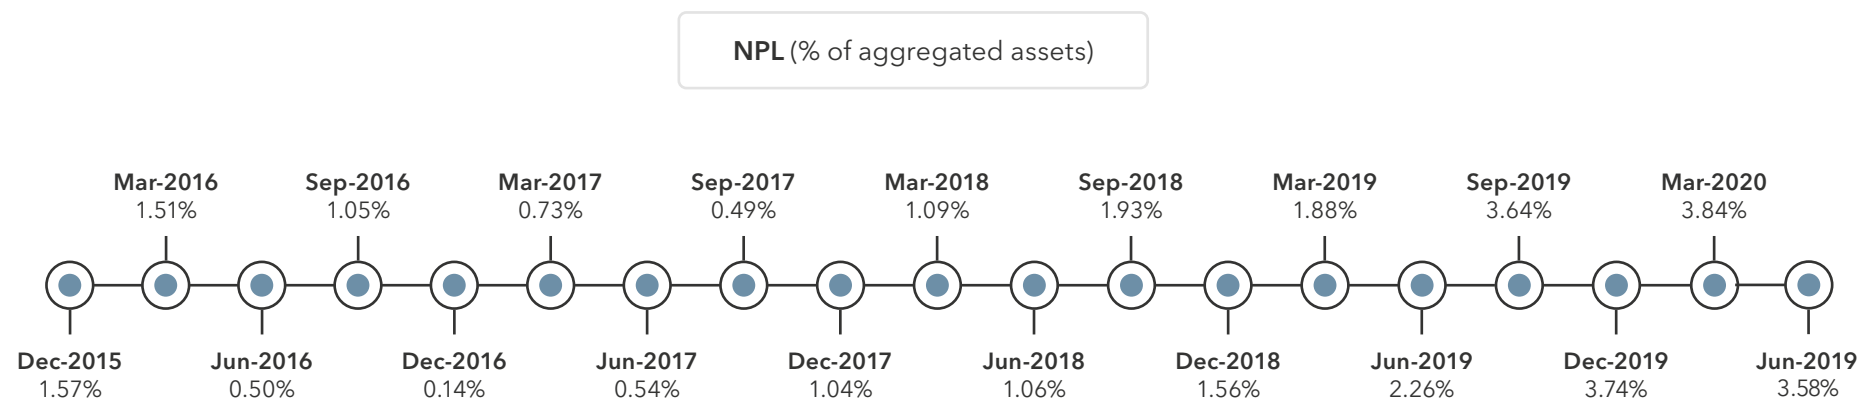 NPL (% of aggregated assets)
Mar-2016
1.51%
Sep-2016
1.05%
Mar-2017
0.73%
Sep-2017
0.49%
Mar-2018
1.09%
Sep-2018
1.93%
Mar-2019
1.88%
Sep-2019
3.64%
Mar-2020
3.84%
Dec-2015
1.57%
Jun-2016
0.50%
Dec-2016
0.14%
Jun-2017
0.54%
Dec-2017
1.04%
Jun-2018
1.06%
Dec-2018
1.56%
Jun-2019
2.26%
Dec-2019
3.74%
Jun-2019
3.58%